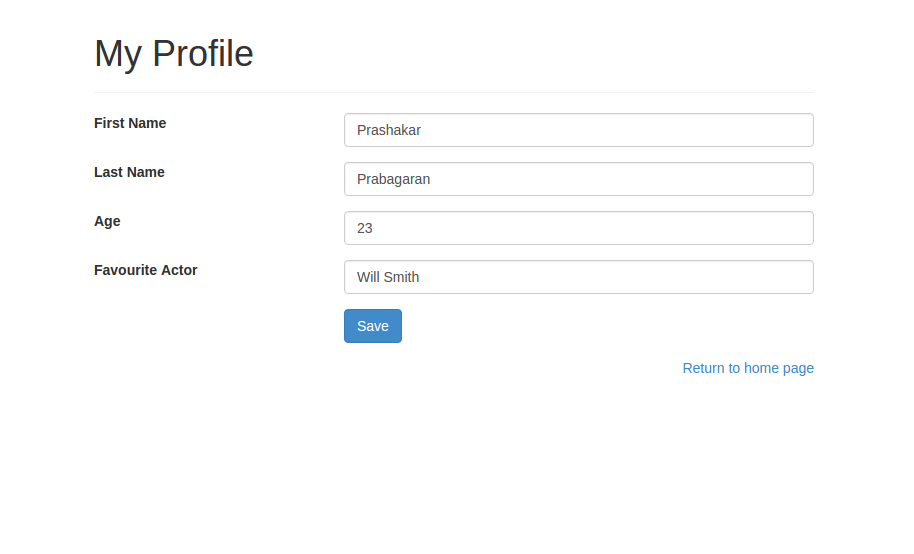 My Profile
First Name
Prashakar
Last Name
Prabagaran
Age
23
Favourite Actor
Will Smith
Save
Return to home page